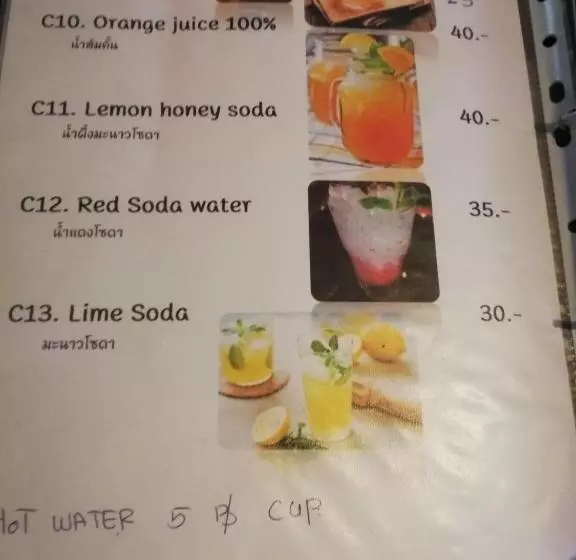 C10. Orange juice 100% 40.-
น้ำส้มคั้น
C11. Lemon honey soda 40.-
น้ำผึ้งมะนาวโซดา
C12. Red Soda water 35.-
น้ำแดงโซดา
C13. Lime Soda 30.-
มะนาวโซดา
HOT WATER 5 ฿ CUP